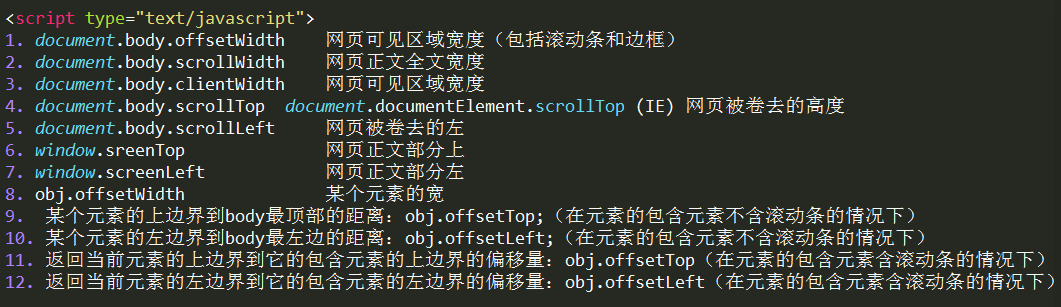 <script type="text/javascript">
1. document.body.offsetWidth 网页可见区域宽度（包括滚动条和边框）
2. document.body.scrollWidth 网页正文全文宽度
3. document.body.clientWidth 网页可见区域宽度
4. document.body.scrollTop document.documentElement.scrollTop (IE) 网页被卷去的高度
5. document.body.scrollLeft 网页被卷去的左
6. window.sreenTop 网页正文部分上
7. window.screenLeft 网页正文部分左
8. obj.offsetWidth 某个元素的宽
9. 某个元素的上边界到body最顶部的距离：obj.offsetTop;（在元素的包含元素不含滚动条的情况下）
10. 某个元素的左边界到body最左边的距离：obj.offsetLeft;（在元素的包含元素不含滚动条的情况下）
11. 返回当前元素的上边界到它的包含元素的上边界的偏移量：obj.offsetTop（在元素的包含元素含滚动条的情况下）
12. 返回当前元素的左边界到它的包含元素的左边界的偏移量：obj.offsetLeft（在元素的包含元素含滚动条的情况下）